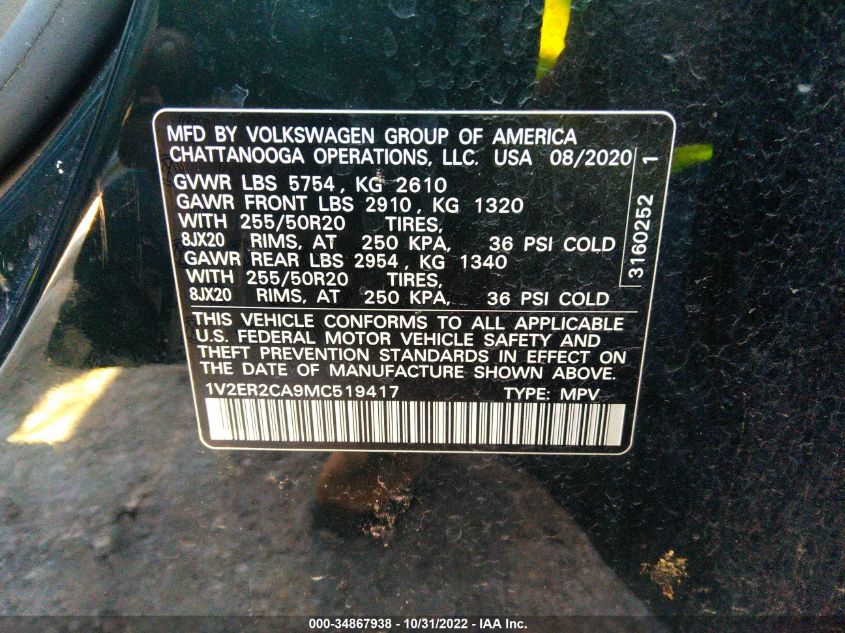 MFD BY VOLKSWAGEN GROUP OF AMERICA
CHATTANOOGA OPERATIONS, LLC. USA 08/2020
GVWR LBS 5754, KG 2610
GAWR FRONT LBS 2910, KG 1320
WITH 255/50R20 TIRES,
8JX20 RIMS, AT 250 KPA, 36 PSI COLD
GAWR REAR LBS 2954, KG 1340
WITH 255/50R20 TIRES,
8JX20 RIMS, AT 250 KPA, 36 PSI COLD
THIS VEHICLE CONFORMS TO ALL APPLICABLE
U.S. FEDERAL MOTOR VEHICLE SAFETY AND
THEFT PREVENTION STANDARDS IN EFFECT ON
THE DATE OF MANUFACTURE SHOWN ABOVE.
1V2ER2CA9MC519417 TYPE: MPV
3160252 1
000-34867938 - 10/31/2022 - IAA Inc.